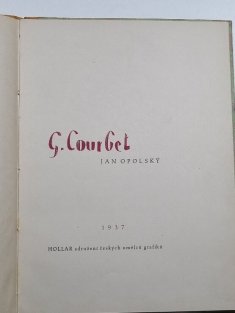 G. Courbet
JAN OPOLSKÝ
1937
HOLLAR sdružení českých umělců grafiků